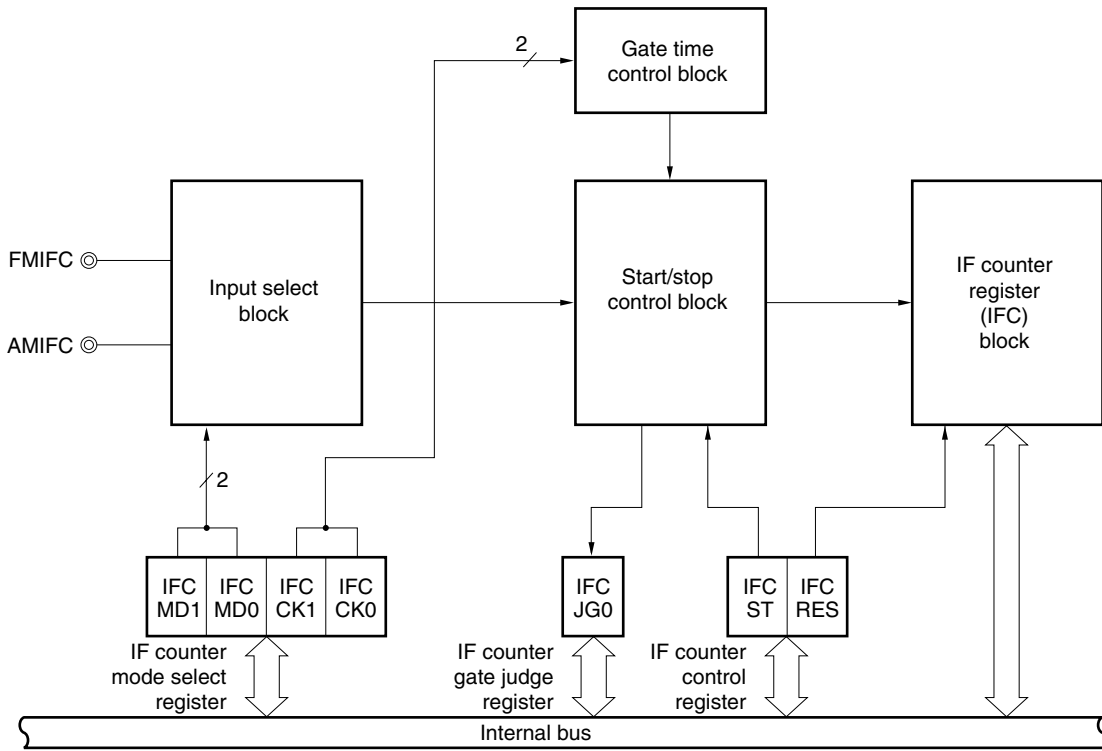 2
Gate time
control block
FMIFC
AMIFC
Input select
block
Start/stop
control block
IF counter
register
(IFC)
block
2
IFC
MD1
IFC
MD0
IFC
CK1
IFC
CK0
IFC
JG0
IFC
ST
IFC
RES
IF counter
mode select
register
IF counter
gate judge
register
IF counter
control
register
Internal bus